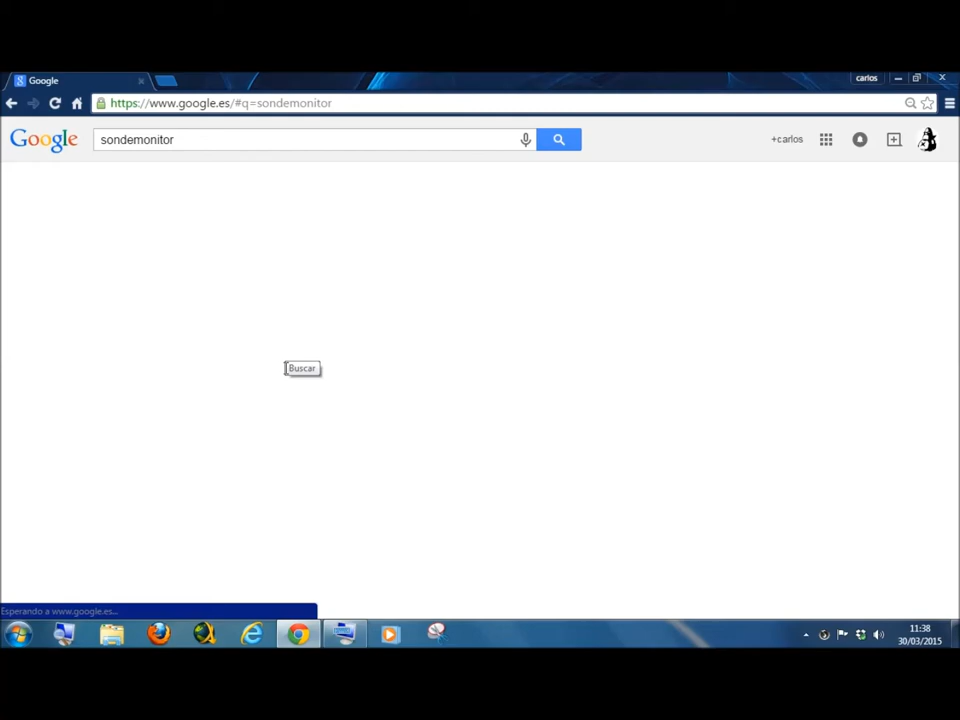 Google
carlos
https://www.google.es/#q=sondemonitor
Google
sondemonitor
+carlos
Buscar
Esperando a www.google.es...
11:38
30/03/2015